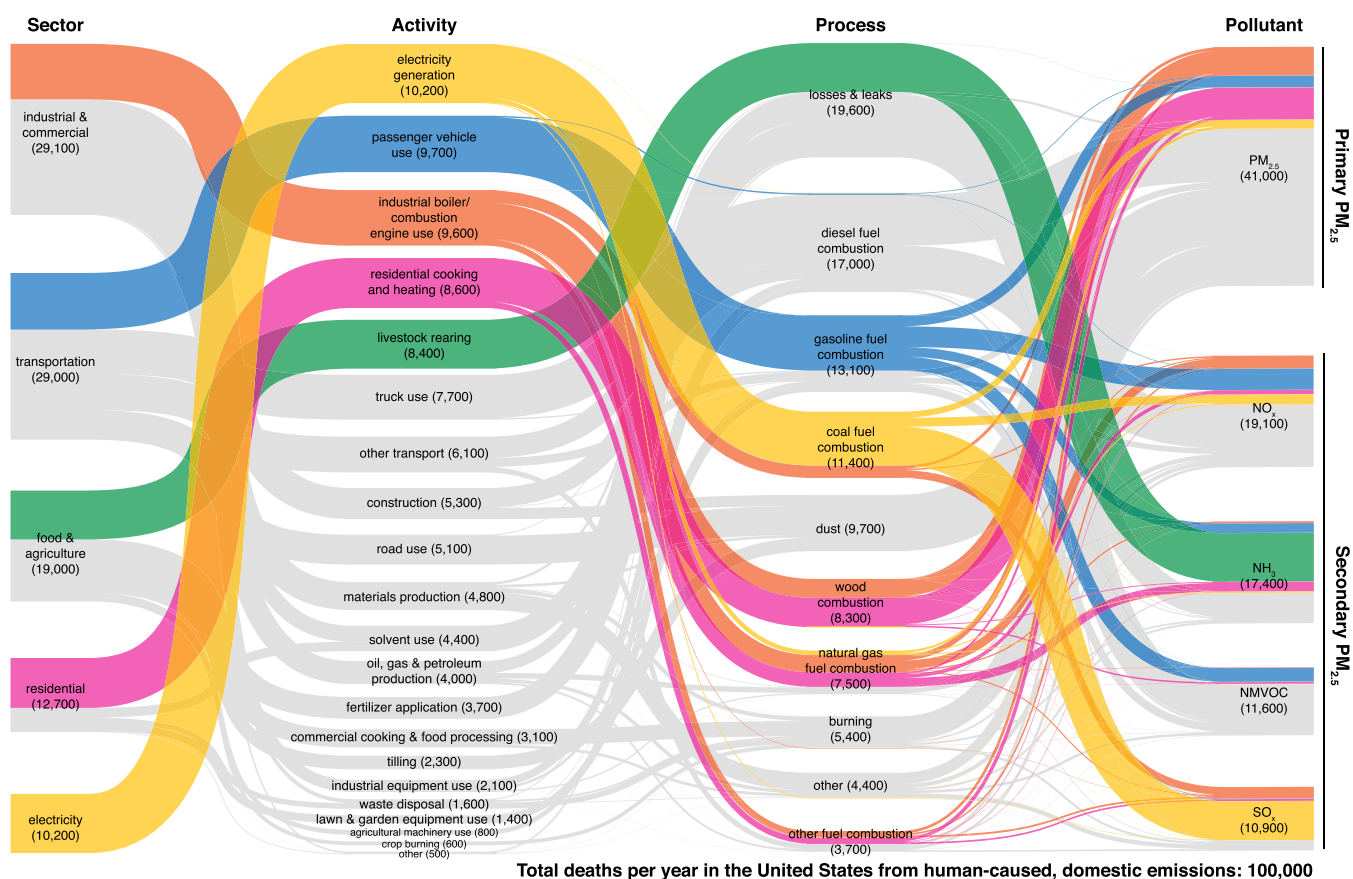 Sector
Activity
Process
Pollutant
industrial &
commercial
(29,100)
transportation
(29,000)
food &
agriculture
(19,000)
residential
(12,700)
electricity
(10,200)
electricity
generation
(10,200)
passenger vehicle
use (9,700)
industrial boiler/
combustion
engine use (9,600)
residential cooking
and heating (8,600)
livestock rearing
(8,400)
truck use (7,700)
other transport (6,100)
construction (5,300)
road use (5,100)
materials production (4,800)
solvent use (4,400)
oil, gas & petroleum
production (4,000)
fertilizer application (3,700)
commercial cooking & food processing (3,100)
tilling (2,300)
industrial equipment use (2,100)
waste disposal (1,600)
lawn & garden equipment use (1,400)
agricultural machinery use (800)
crop burning (600)
other (500)
losses & leaks
(19,600)
diesel fuel
combustion
(17,000)
gasoline fuel
combustion
(13,100)
coal fuel
combustion
(11,400)
dust (9,700)
wood
combustion
(8,300)
natural gas
fuel combustion
(7,500)
burning
(5,400)
other (4,400)
other fuel combustion
(3,700)
PM2.5
(41,000)
NOx
(19,100)
NH3
(17,400)
NMVOC
(11,600)
SOx
(10,900)
Primary PM2.5
Secondary PM2.5
Total deaths per year in the United States from human-caused, domestic emissions: 100,000